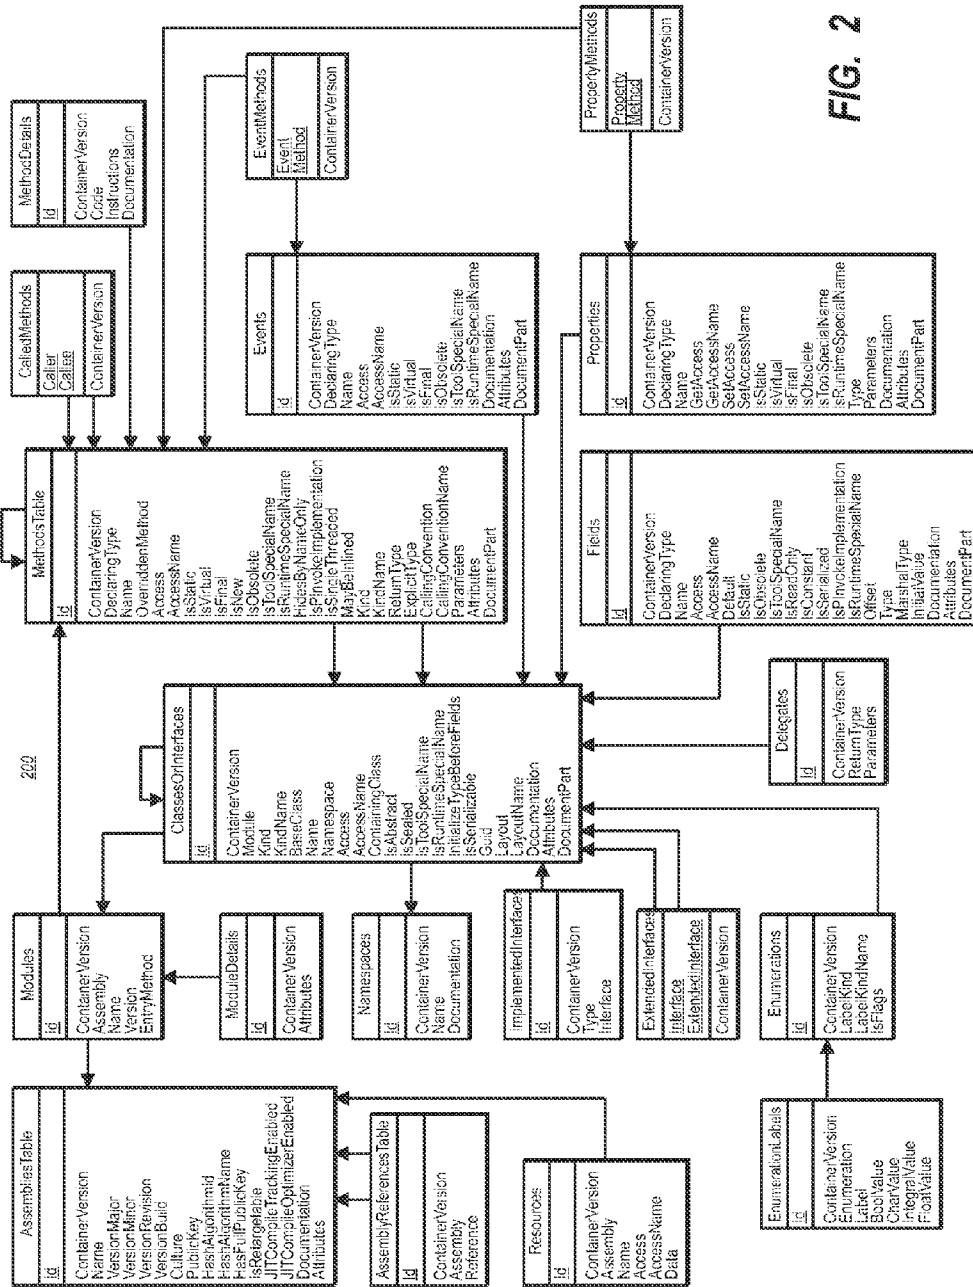 200
AssembliesTable
id
ContainerVersion
Name
VersionMajor
VersionMinor
VersionRevision
VersionBuild
Culture
PublicKey
HashAlgorithmid
HashAlgorithmName
HasFullPublicKey
IsRetargetable
JITCompileTrackingEnabled
JITCompileOptimizerEnabled
Documentation
Attributes
AssemblyReferencesTable
id
ContainerVersion
Assembly
Reference
Resources
id
ContainerVersion
Assembly
Name
Access
AccessName
Data
EnumerationLabels
id
ContainerVersion
Enumeration
Label
BoolValue
CharValue
IntegralValue
FloatValue
Modules
id
ContainerVersion
Assembly
Name
Version
EntryMethod
ModuleDetails
id
ContainerVersion
Attributes
Namespaces
id
ContainerVersion
Name
Documentation
ImplementedInterfaces
id
ContainerVersion
Type
Interface
ExtendedInterfaces
Interface
ExtendedInterface
ContainerVersion
Enumerations
id
ContainerVersion
LabelKind
LabelKindName
IsFlags
ClassesOrInterfaces
id
ContainerVersion
Module
Kind
KindName
BaseClass
Name
Namespace
Access
AccessName
ContainingClass
IsAbstract
IsSealed
IsToolSpecialName
IsRuntimeSpecialName
InitializeTypeBeforeFields
IsSerializable
Guid
Layout
LayoutName
Documentation
Attributes
DocumentPart
Delegates
id
ContainerVersion
ReturnType
Parameters
MethodsTable
id
ContainerVersion
DeclaringType
Name
OverriddenMethod
Access
AccessName
IsStatic
IsVirtual
IsFinal
IsNew
IsObsolete
IsToolSpecialName
IsRuntimeSpecialName
HidesByNameOnly
IsPInvokeImplementation
IsSingleThreaded
MayBeInlined
Kind
KindName
ReturnType
ExplicitType
CallingConvention
CallingConventionName
Parameters
Attributes
DocumentPart
Fields
id
ContainerVersion
DeclaringType
Name
Access
AccessName
Default
IsStatic
IsObsolete
IsToolSpecialName
IsReadOnly
IsConstant
IsSerialized
IsPInvokeImplementation
IsRuntimeSpecialName
Offset
Type
MarshalType
InitialValue
Documentation
Attributes
DocumentPart
CalledMethods
Caller
Callee
ContainerVersion
MethodDetails
id
ContainerVersion
Code
Instructions
Documentation
Events
id
ContainerVersion
DeclaringType
Name
Access
AccessName
IsStatic
IsVirtual
IsFinal
IsObsolete
IsToolSpecialName
IsRuntimeSpecialName
Documentation
Attributes
DocumentPart
Properties
id
ContainerVersion
DeclaringType
Name
GetAccess
GetAccessName
SetAccess
SetAccessName
IsStatic
IsVirtual
IsFinal
IsObsolete
IsToolSpecialName
IsRuntimeSpecialName
Type
Parameters
Documentation
Attributes
DocumentPart
EventMethods
Event
Method
ContainerVersion
PropertyMethods
Property
Method
ContainerVersion
FIG. 2